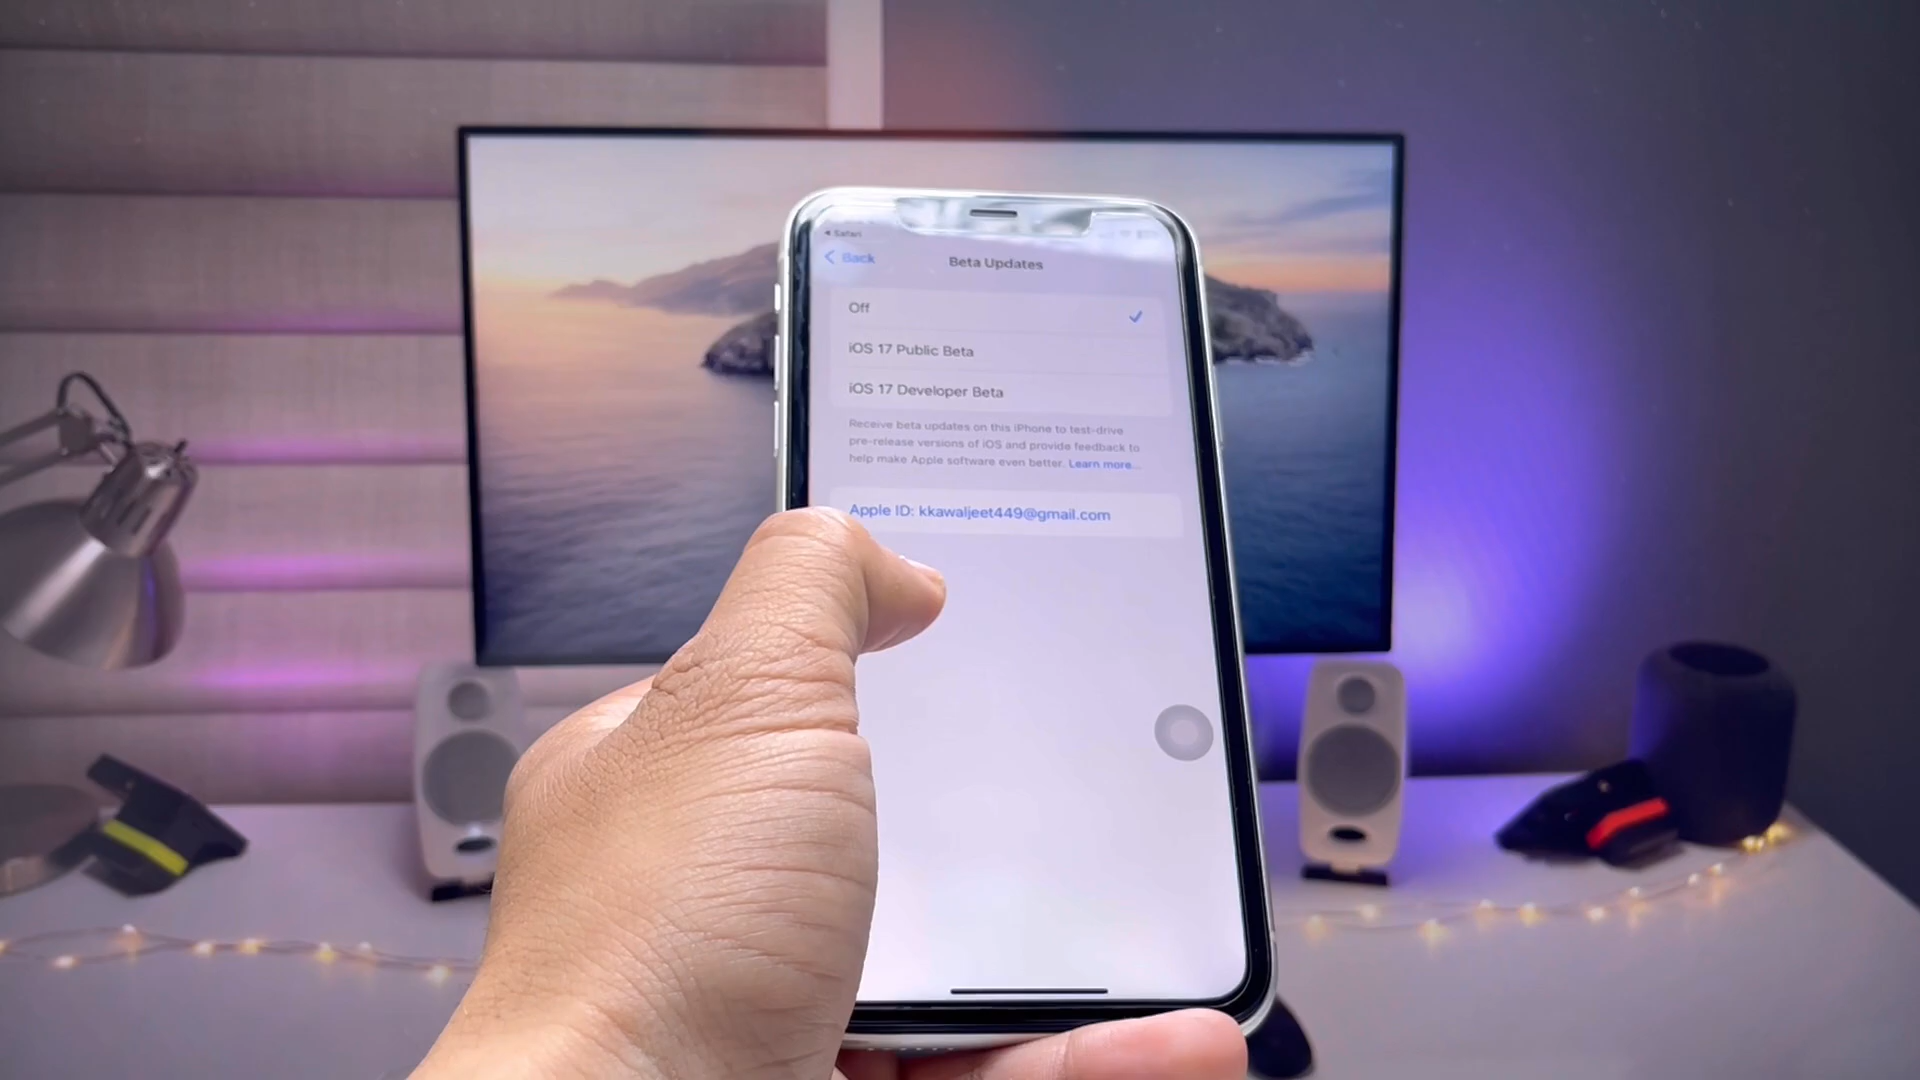 Safari
Back
Beta Updates
Off
iOS 17 Public Beta
iOS 17 Developer Beta
Receive beta updates on this iPhone to test-drive
pre-release versions of iOS and provide feedback to
help make Apple software even better. Learn more...
Apple ID: kkawaljeet449@gmail.com